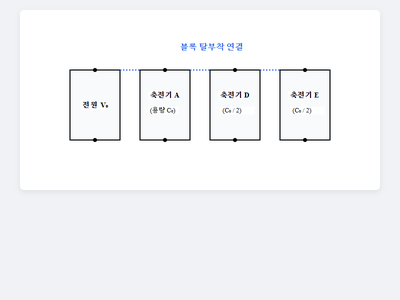 블록 탈부착 연결
전원 V₀
축전기 A
(용량 C₀)
축전기 D
(C₀ / 2)
축전기 E
(C₀ / 2)